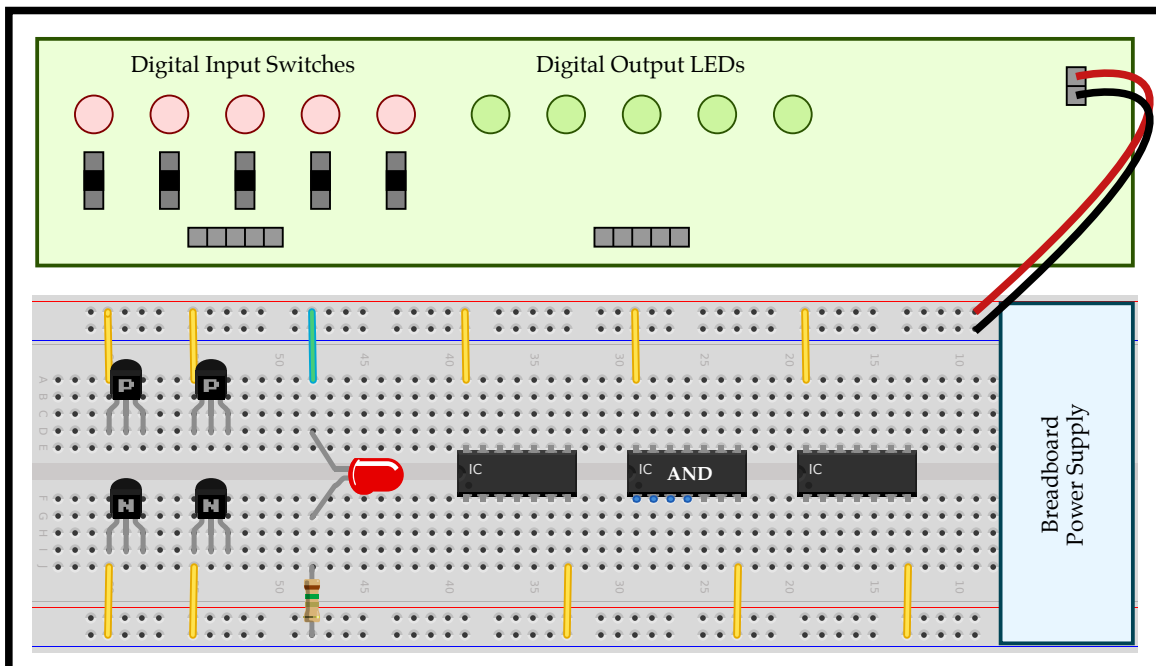 Digital Input Switches
Digital Output LEDs
50
45
40
35
30
25
20
15
10
A
B
C
D
E
P
P
IC
IC
AND
IC
N
N
F
G
H
I
J
50
45
40
35
30
25
20
15
10
Breadboard
Power Supply